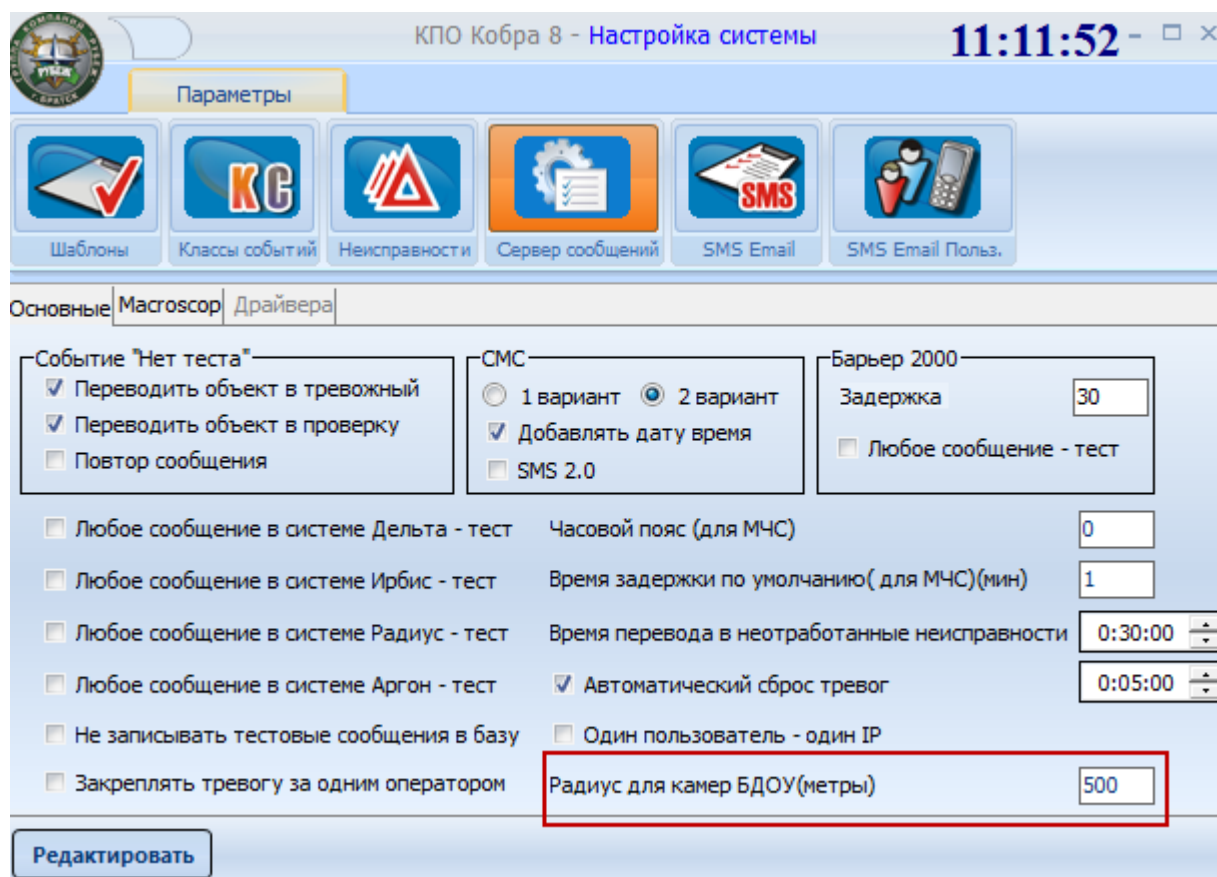 КПО Кобра 8 - Настройка системы
11:11:52
РУБЕЖ
Параметры
КС
SMS
Шаблоны
Классы событий
Неисправности
Сервер сообщений
SMS Email
SMS Email Польз.
Основные
Macroscop
Драйвера
Событие "Нет теста"
Переводить объект в тревожный
Переводить объект в проверку
Повтор сообщения
СМС
1 вариант
2 вариант
Добавлять дату время
SMS 2.0
Барьер 2000
Задержка
30
Любое сообщение - тест
Любое сообщение в системе Дельта - тест
Любое сообщение в системе Ирбис - тест
Любое сообщение в системе Радиус - тест
Любое сообщение в системе Аргон - тест
Не записывать тестовые сообщения в базу
Закреплять тревогу за одним оператором
Часовой пояс (для МЧС)
0
Время задержки по умолчанию( для МЧС)(мин)
1
Время перевода в неотработанные неисправности
0:30:00
Автоматический сброс тревог
0:05:00
Один пользователь - один IP
Радиус для камер БДОУ(метры)
500
Редактировать